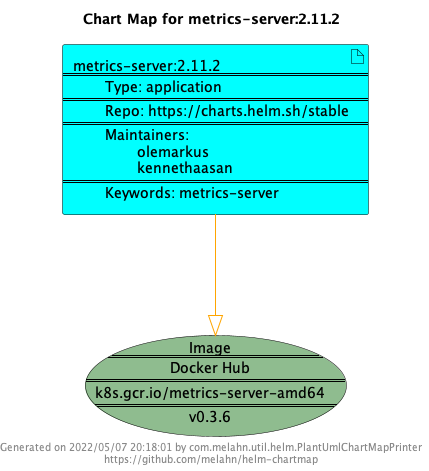 Chart Map for metrics-server:2.11.2
metrics-server:2.11.2
Type: application
Repo: https://charts.helm.sh/stable
Maintainers:
olemarkus
kennethaasan
Keywords: metrics-server
Image
Docker Hub
k8s.gcr.io/metrics-server-amd64
v0.3.6
Generated on 2022/05/07 20:18:01 by com.melahn.util.helm.PlantUmlChartMapPrinter
https://github.com/melahn/helm-chartmap